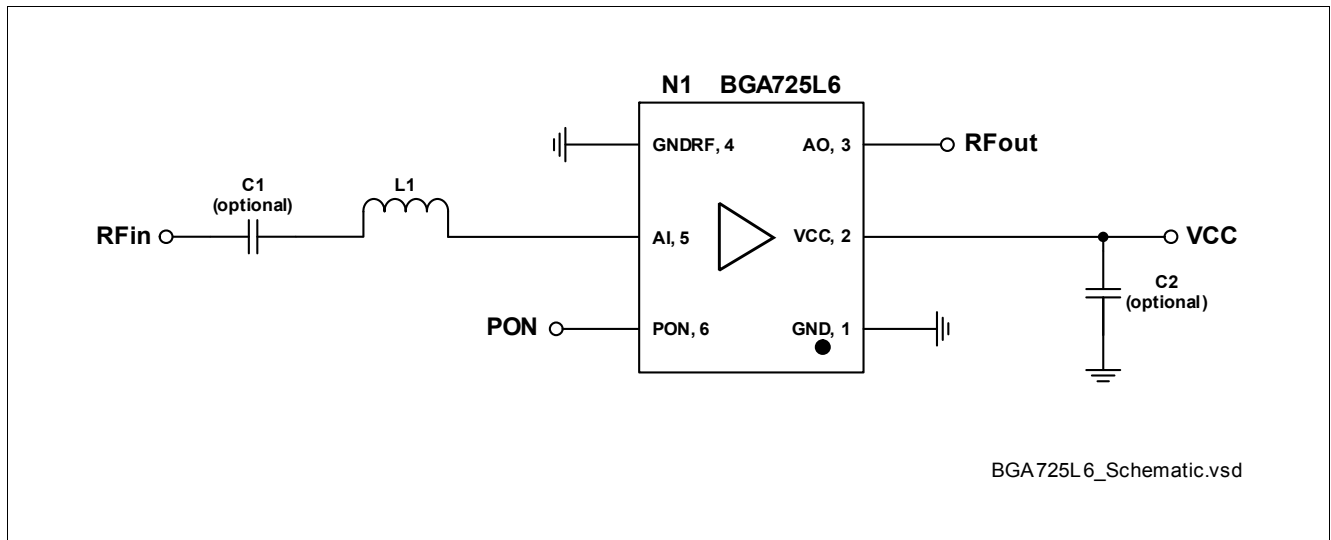 N1 BGA725L6
GNDRF, 4
AO, 3
RFout
C1
(optional)
L1
RFin
AI, 5
VCC, 2
VCC
C2
(optional)
PON
PON, 6
GND, 1
BGA725L6_Schematic.vsd